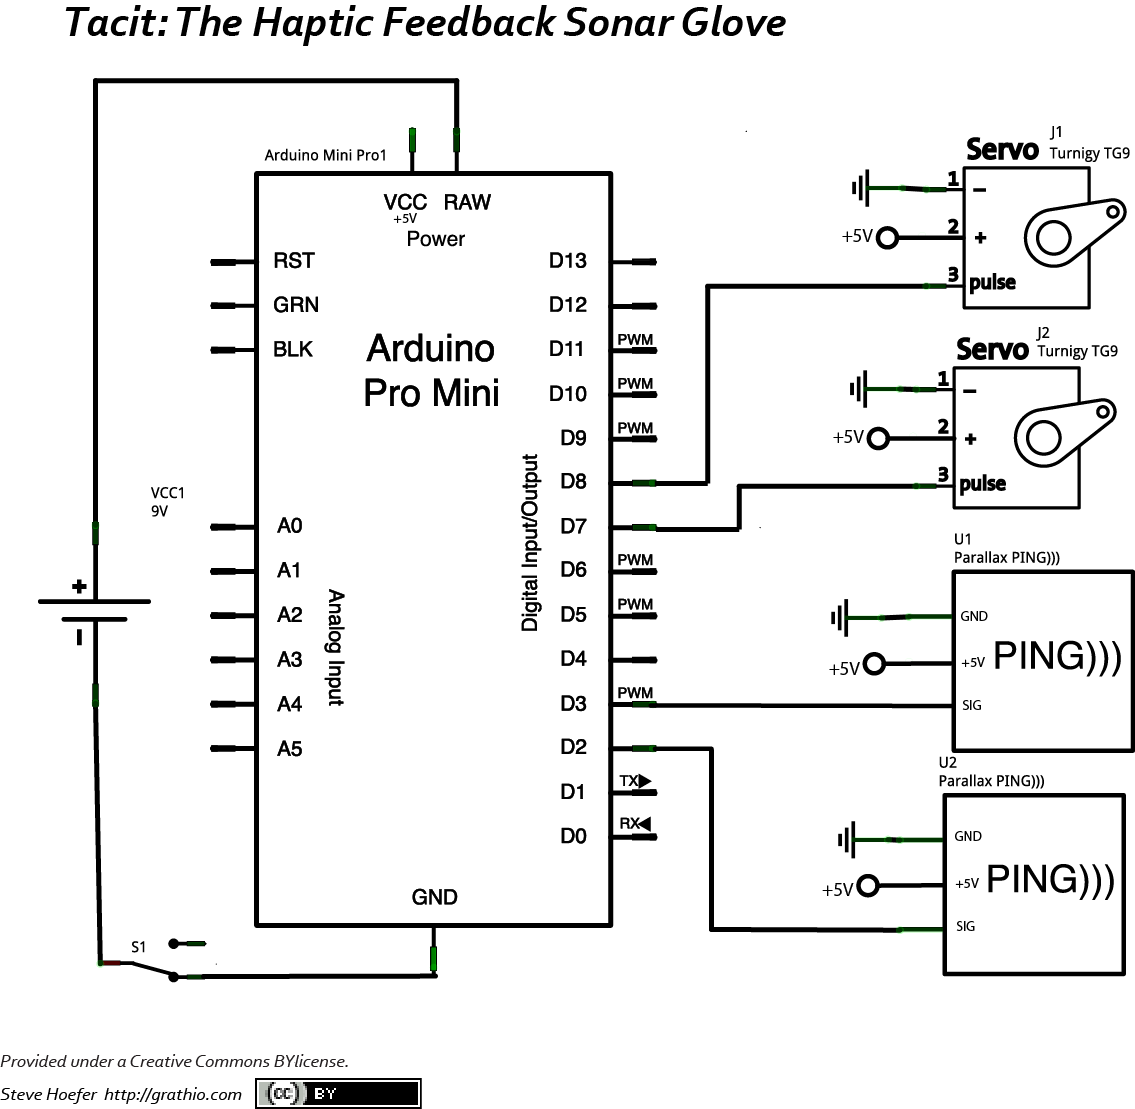 Tacit: The Haptic Feedback Sonar Glove
Arduino Mini Pro1
VCC RAW
+5V
Power
RST
GRN
BLK
Arduino
Pro Mini
A0
A1
A2
A3
A4
A5
Analog Input
Digital Input/Output
D13
D12
D11 PWM
D10 PWM
D9 PWM
D8
D7
D6 PWM
D5 PWM
D4
D3 PWM
D2
D1 TX
D0 RX
GND
VCC1
9V
+
–
S1
J1
Servo Turnigy TG9
1 –
+5V 2 +
3 pulse
J2
Servo Turnigy TG9
1 –
+5V 2 +
3 pulse
U1
Parallax PING)))
GND
+5V +5V PING)))
SIG
U2
Parallax PING)))
GND
+5V +5V PING)))
SIG
Provided under a Creative Commons BYlicense.
Steve Hoefer http://grathio.com (cc) BY